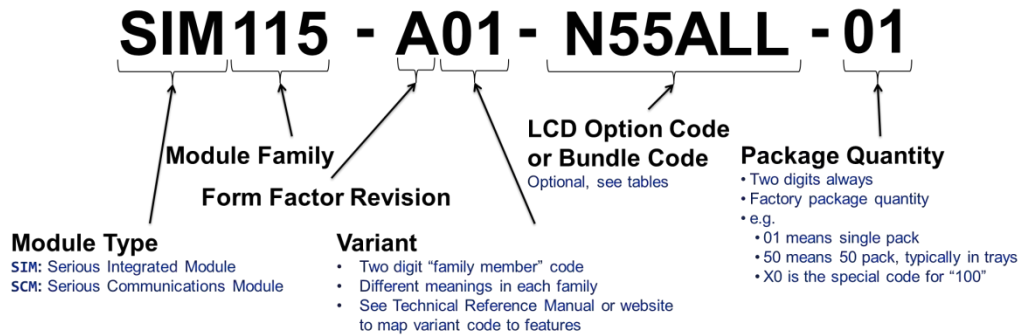 SIM115 - A01 - N55ALL - 01
Module Family
Form Factor Revision
Module Type
SIM: Serious Integrated Module
SCM: Serious Communications Module
Variant
• Two digit “family member” code
• Different meanings in each family
• See Technical Reference Manual or website
to map variant code to features
LCD Option Code
or Bundle Code
Optional, see tables
Package Quantity
• Two digits always
• Factory package quantity
• e.g.
• 01 means single pack
• 50 means 50 pack, typically in trays
• X0 is the special code for “100”